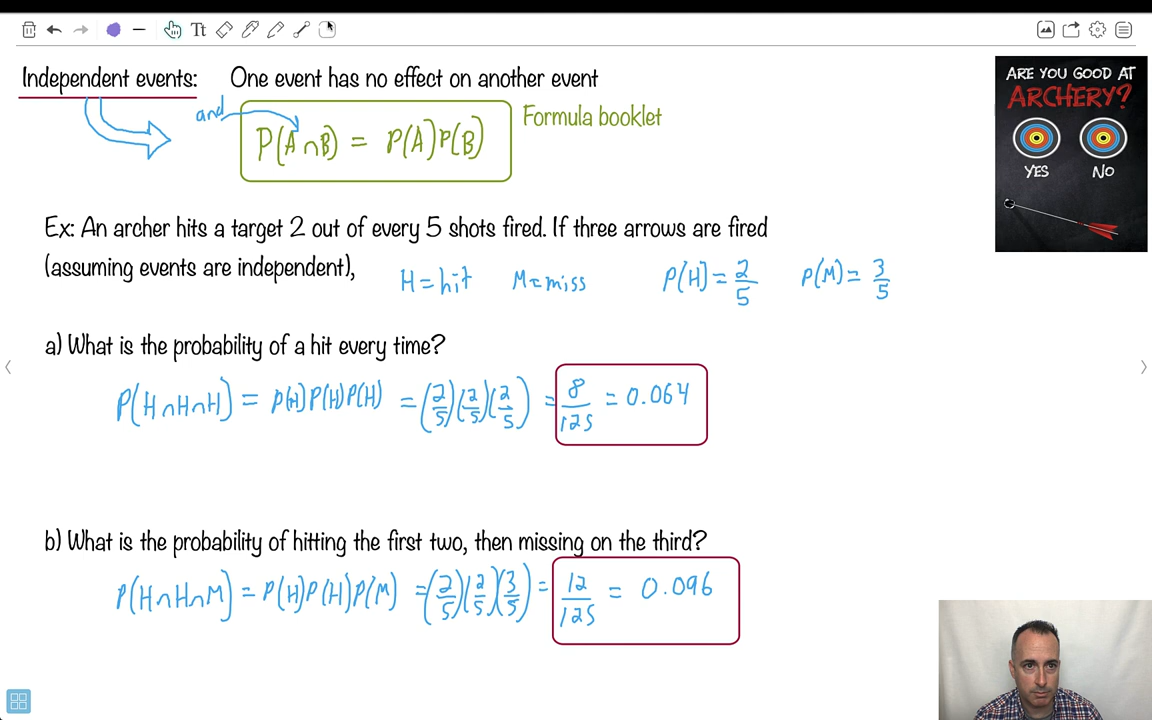 Tt
Independent events: One event has no effect on another event
and
P(A∩B) = P(A)P(B)
Formula booklet
ARE YOU GOOD AT
ARCHERY?
YES NO
Ex: An archer hits a target 2 out of every 5 shots fired. If three arrows are fired
(assuming events are independent),
H=hit M=miss P(H)=2/5 P(M)=3/5
a) What is the probability of a hit every time?
P(H∩H∩H) = P(H)P(H)P(H) =(2/5)(2/5)(2/5) = 8/125 = 0.064
b) What is the probability of hitting the first two, then missing on the third?
P(H∩H∩M) = P(H)P(H)P(M) =(2/5)(2/5)(3/5) = 12/125 = 0.096